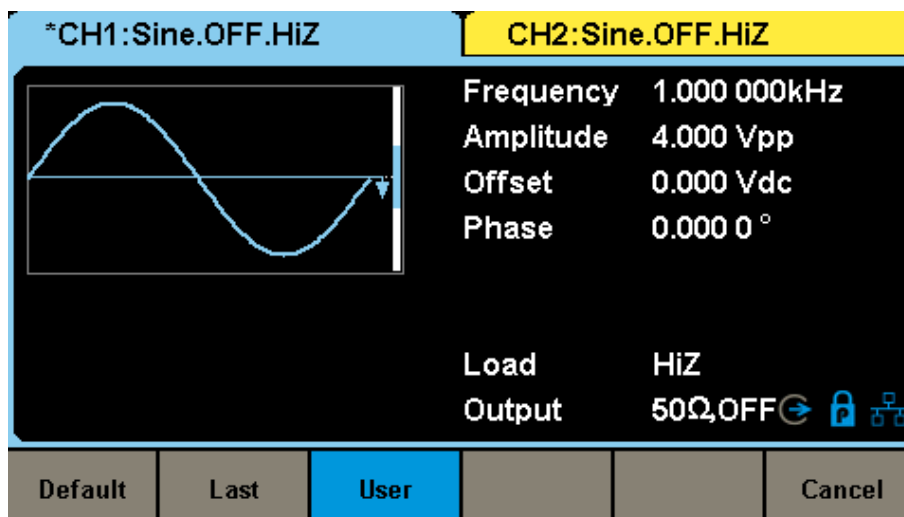 *CH1:Sine.OFF.HiZ CH2:Sine.OFF.HiZ
Frequency 1.000 000kHz
Amplitude 4.000 Vpp
Offset 0.000 Vdc
Phase 0.000 0 °
Load HiZ
Output 50Ω,OFF P
Default Last User Cancel